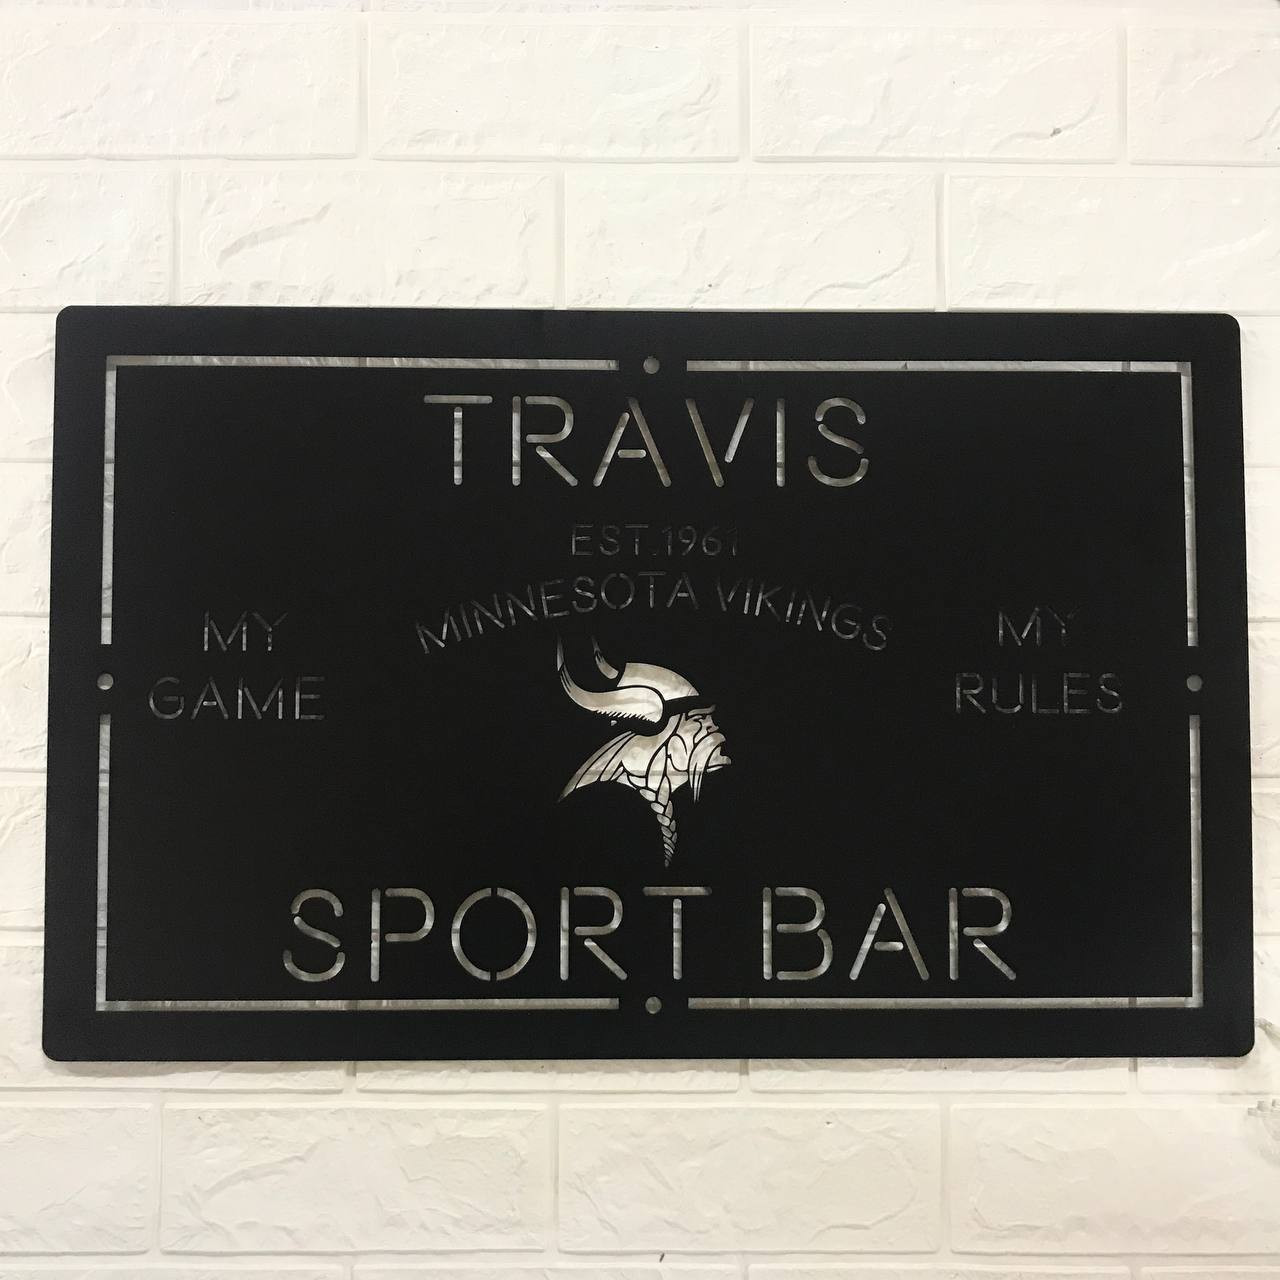 TRAVIS
EST.1961
MINNESOTA VIKINGS
MY
GAME
MY
RULES
SPORT BAR